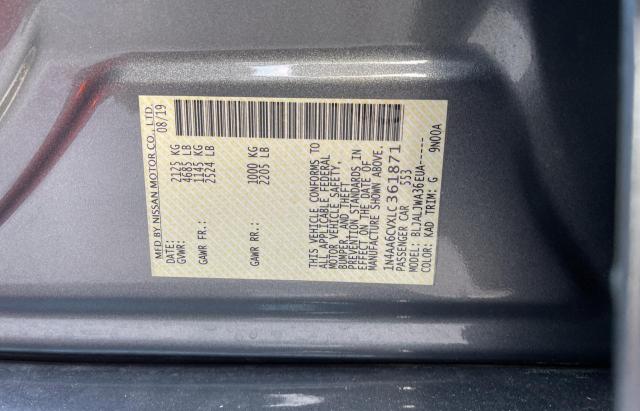 MFD BY NISSAN MOTOR CO., LTD.
DATE: 08/19
GVWR: 2125 KG
4685 LB
GAWR FR: 1145 KG
2524 LB
GAWR RR: 1000 KG
2205 LB
THIS VEHICLE CONFORMS TO
ALL APPLICABLE FEDERAL
MOTOR VEHICLE SAFETY,
BUMPER, AND THEFT
PREVENTION STANDARDS IN
EFFECT ON THE DATE OF
MANUFACTURE SHOWN ABOVE.
1N4AA6CVXLC361871
PASSENGER CAR 553
MODEL: BLJALJWA36EUA-----
COLOR: KAD TRIM: G 9N00A